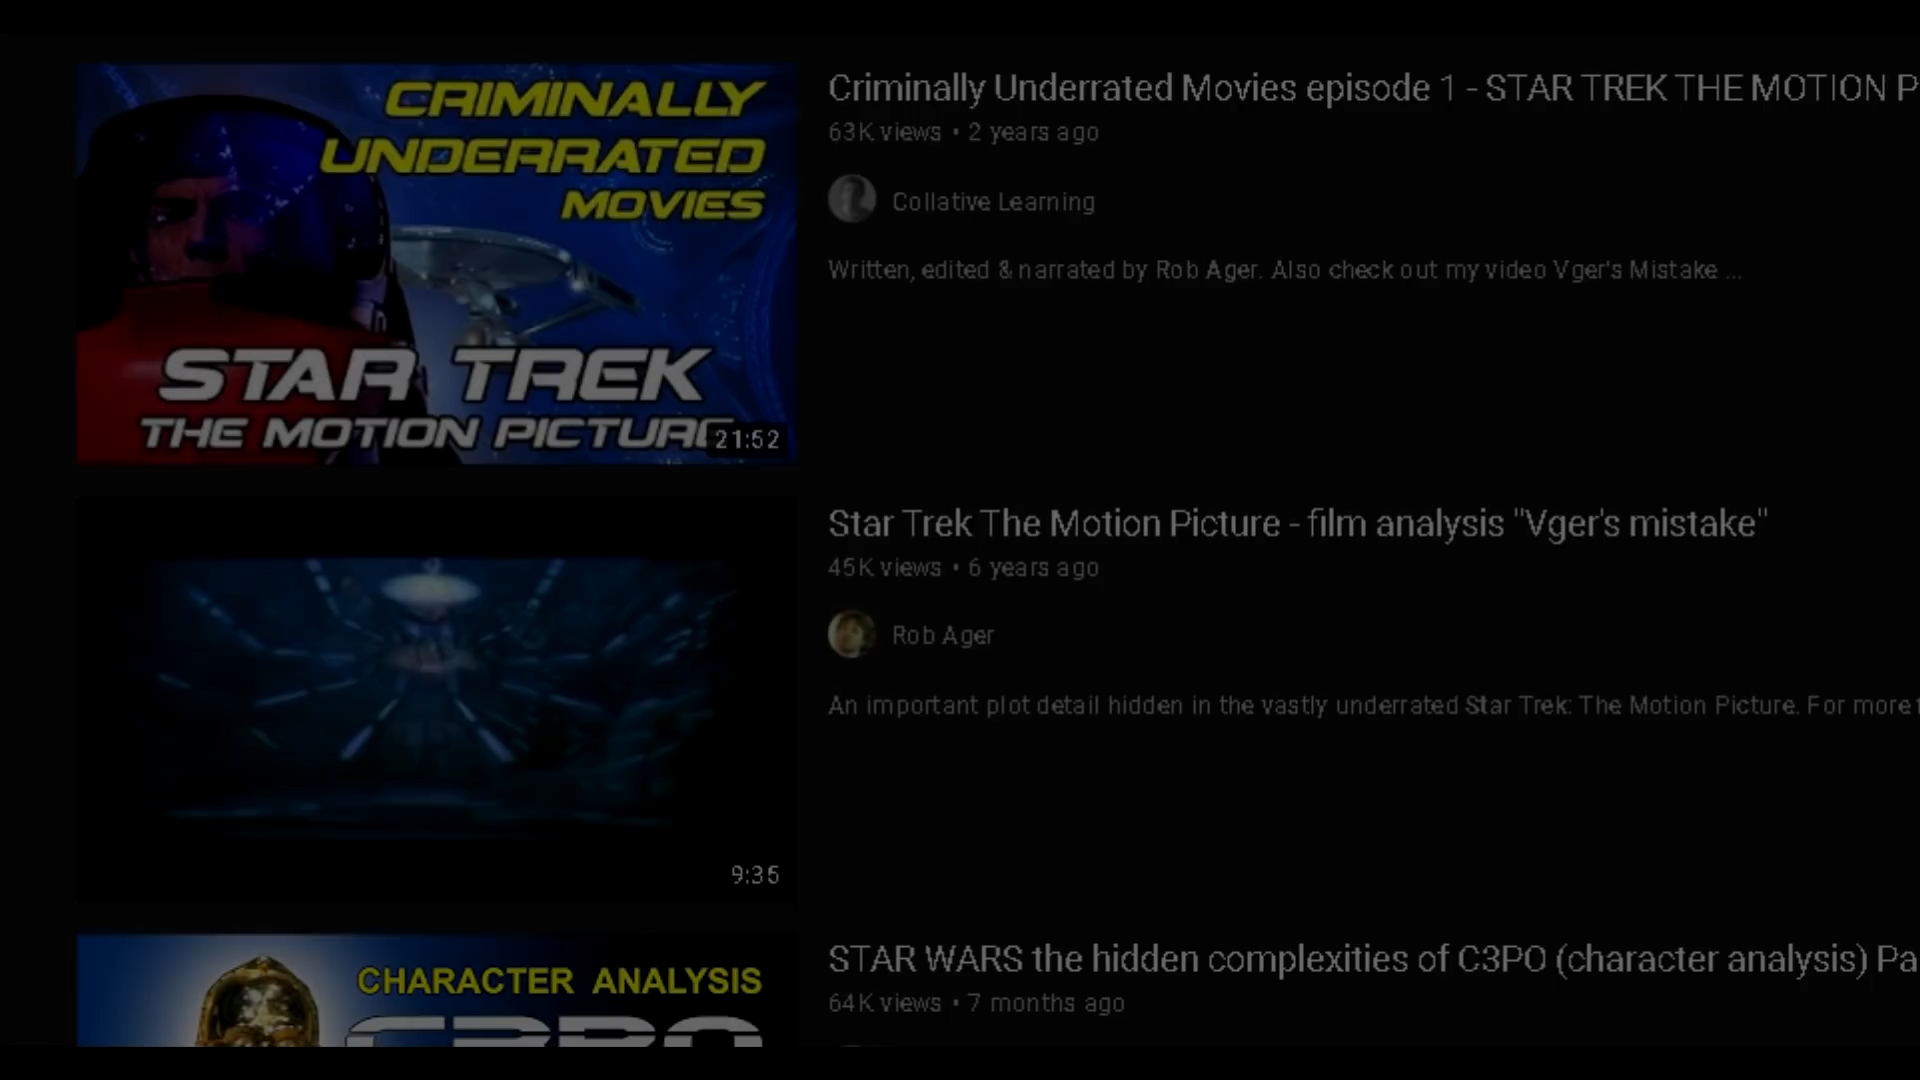 CRIMINALLY
UNDERRATED
MOVIES
STAR TREK
THE MOTION PICTURE
21:52
Criminally Underrated Movies episode 1 - STAR TREK THE MOTION P
63K views • 2 years ago
Collative Learning
Written, edited & narrated by Rob Ager. Also check out my video Vger's Mistake ...
9:35
Star Trek The Motion Picture - film analysis "Vger's mistake"
45K views • 6 years ago
Rob Ager
An important plot detail hidden in the vastly underrated Star Trek: The Motion Picture. For more
CHARACTER ANALYSIS
C3PO
STAR WARS the hidden complexities of C3PO (character analysis) Pa
64K views • 7 months ago